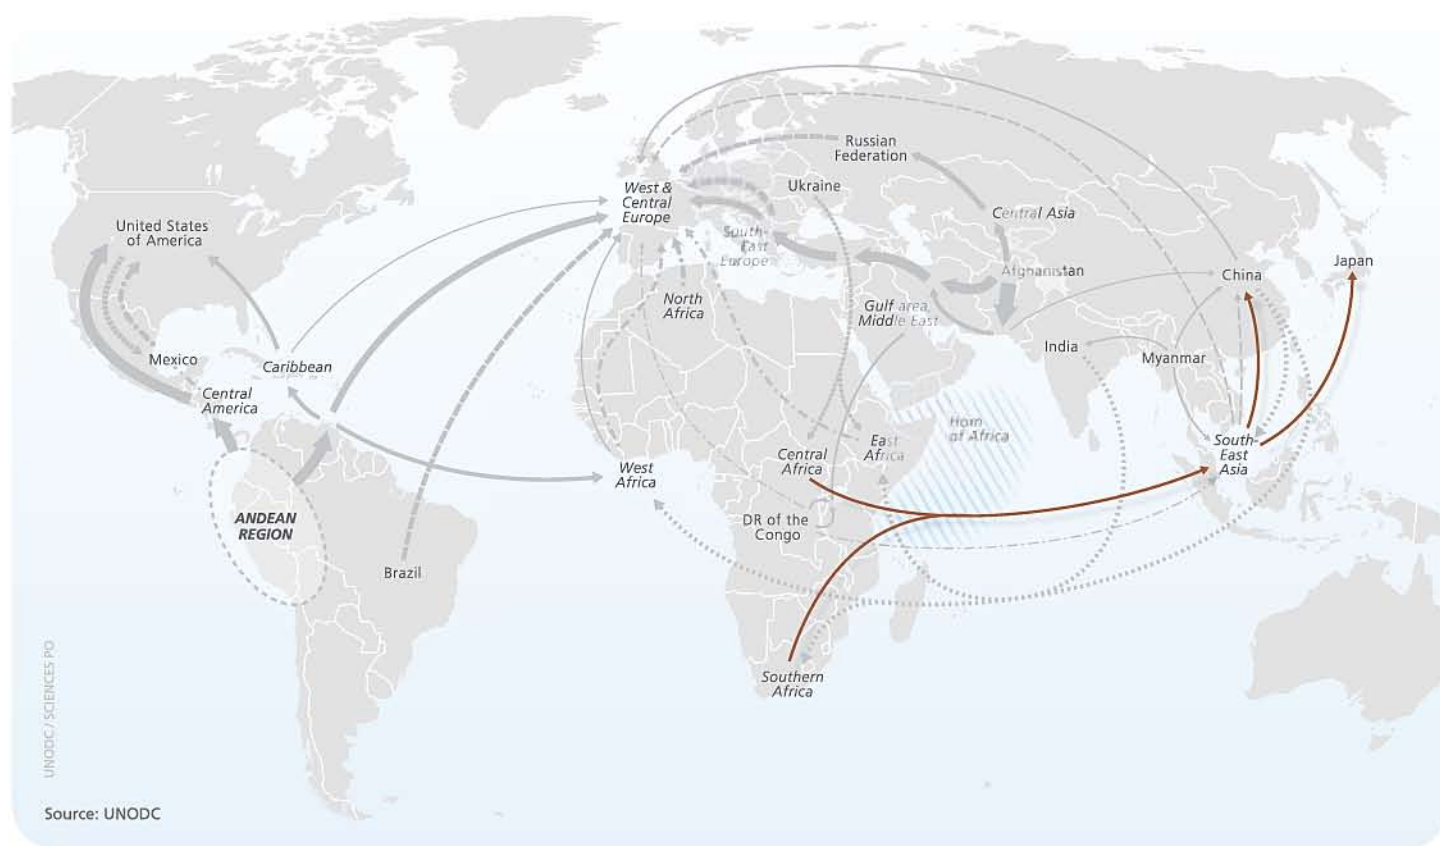 Russian
Federation
West &
Central
Europe
Ukraine
United States
of America
Central Asia
South-
East
Europe
Afghanistan
China
Japan
North
Africa
Gulf area,
Middle East
India
Myanmar
Mexico
Caribbean
Central
America
Horn
of Africa
East
Africa
Central
Africa
South-
East
Asia
West
Africa
ANDEAN
REGION
DR of the
Congo
Brazil
Southern
Africa
UNODC / SCIENCES PO
Source: UNODC